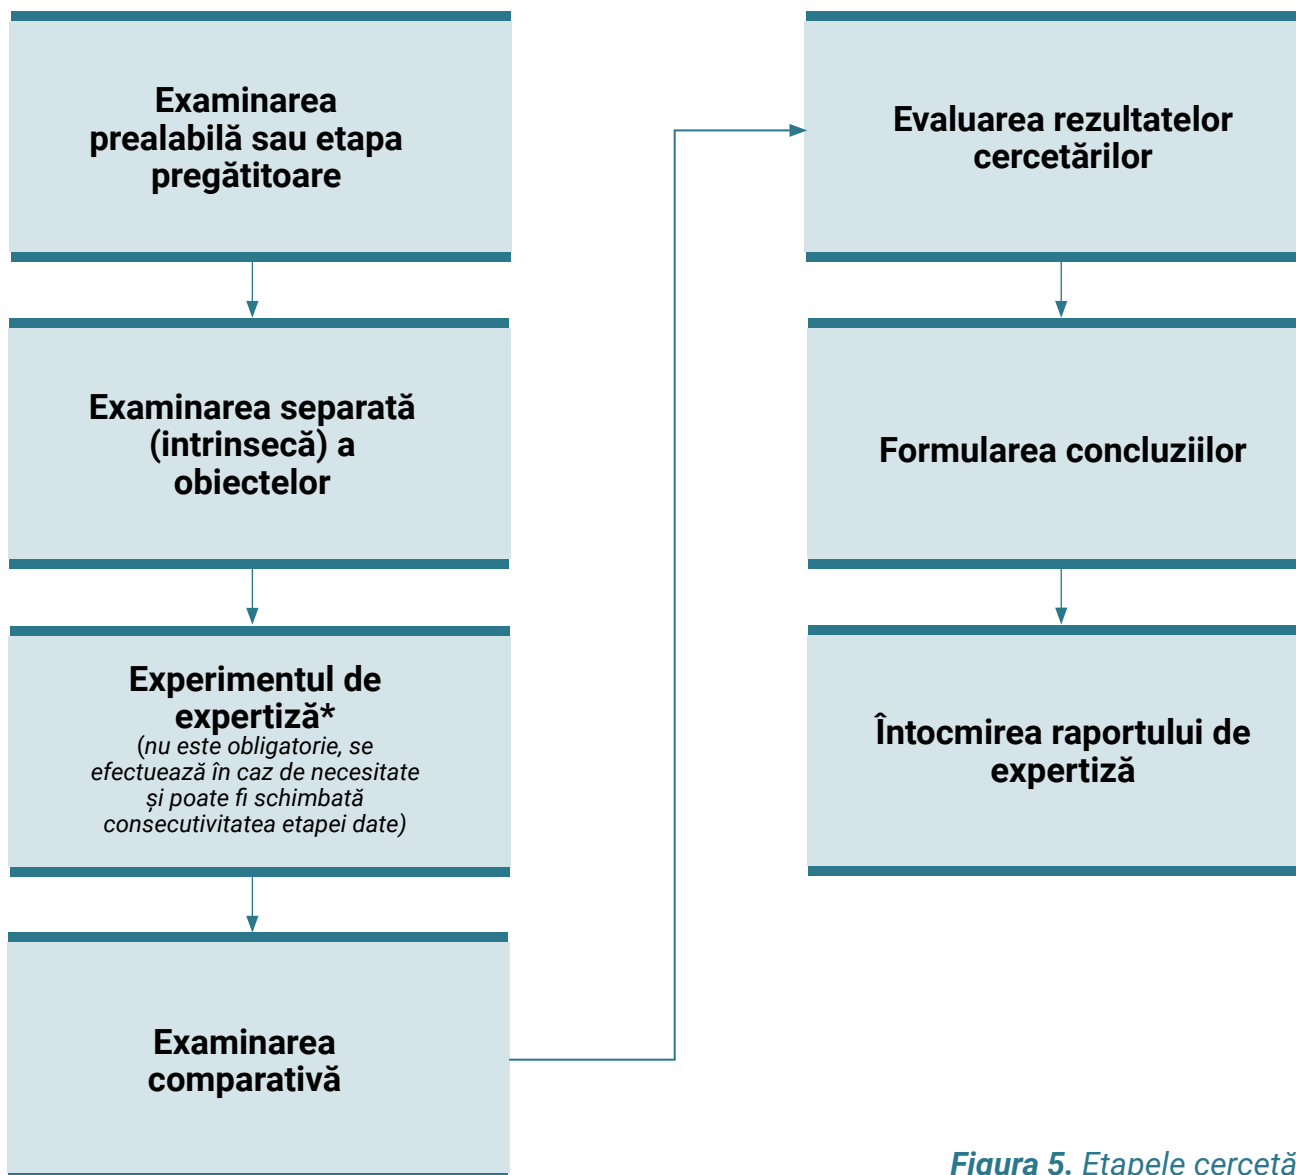 Examinarea
prealabilă sau etapa
pregătitoare
Examinarea separată
(intrinsecă) a
obiectelor
Experimentul de
expertiză*
(nu este obligatorie, se
efectuează în caz de necesitate
și poate fi schimbată
consecutivitatea etapei date)
Examinarea
comparativă
Evaluarea rezultatelor
cercetărilor
Formularea concluziilor
Întocmirea raportului de
expertiză
Figura 5. Etapele cercetă